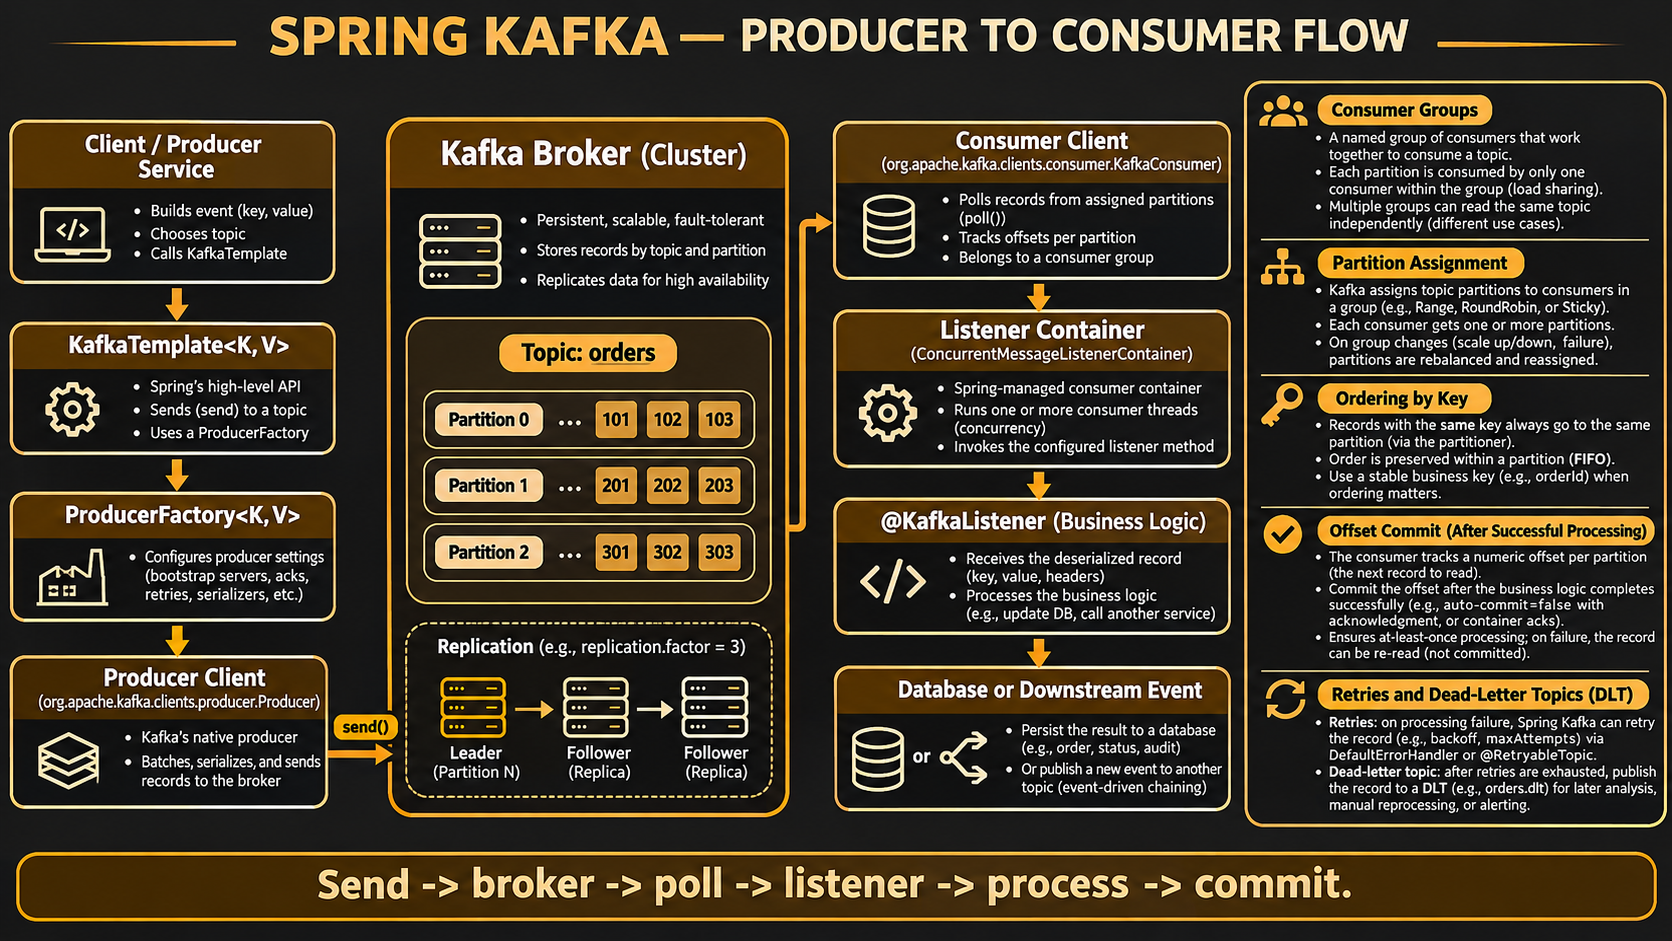 SPRING KAFKA — PRODUCER TO CONSUMER FLOW
Client / Producer
Service
• Builds event (key, value)
• Chooses topic
• Calls KafkaTemplate
KafkaTemplate<K, V>
• Spring's high-level API
• Sends (send) to a topic
• Uses a ProducerFactory
ProducerFactory<K, V>
• Configures producer settings
(bootstrap servers, acks,
retries, serializers, etc.)
Producer Client
(org.apache.kafka.clients.producer.Producer)
• Kafka's native producer
• Batches, serializes, and sends
records to the broker
send()
Kafka Broker (Cluster)
• Persistent, scalable, fault-tolerant
• Stores records by topic and partition
• Replicates data for high availability
Topic: orders
Partition 0 ... 101 102 103
Partition 1 ... 201 202 203
Partition 2 ... 301 302 303
Replication (e.g., replication.factor = 3)
Leader
(Partition N)
Follower
(Replica)
Follower
(Replica)
Consumer Client
(org.apache.kafka.clients.consumer.KafkaConsumer)
• Polls records from assigned partitions
(poll())
• Tracks offsets per partition
• Belongs to a consumer group
Listener Container
(ConcurrentMessageListenerContainer)
• Spring-managed consumer container
• Runs one or more consumer threads
(concurrency)
• Invokes the configured listener method
@KafkaListener (Business Logic)
</>
• Receives the deserialized record
(key, value, headers)
• Processes the business logic
(e.g., update DB, call another service)
Database or Downstream Event
or
• Persist the result to a database
(e.g., order, status, audit)
• Or publish a new event to another
topic (event-driven chaining)
Consumer Groups
• A named group of consumers that work
together to consume a topic.
• Each partition is consumed by only one
consumer within the group (load sharing).
• Multiple groups can read the same topic
independently (different use cases).
Partition Assignment
• Kafka assigns topic partitions to consumers in
a group (e.g., Range, RoundRobin, or Sticky).
• Each consumer gets one or more partitions.
• On group changes (scale up/down, failure),
partitions are rebalanced and reassigned.
Ordering by Key
• Records with the same key always go to the same
partition (via the partitioner).
• Order is preserved within a partition (FIFO).
• Use a stable business key (e.g., orderId) when
ordering matters.
Offset Commit (After Successful Processing)
• The consumer tracks a numeric offset per partition
(the next record to read).
• Commit the offset after the business logic completes
successfully (e.g., auto-commit=false with
acknowledgment, or container acks).
• Ensures at-least-once processing; on failure, the record
can be re-read (not committed).
Retries and Dead-Letter Topics (DLT)
• Retries: on processing failure, Spring Kafka can retry
the record (e.g., backoff, maxAttempts) via
DefaultErrorHandler or @RetryableTopic.
• Dead-letter topic: after retries are exhausted, publish
the record to a DLT (e.g., orders.dlt) for later analysis,
manual reprocessing, or alerting.
Send -> broker -> poll -> listener -> process -> commit.